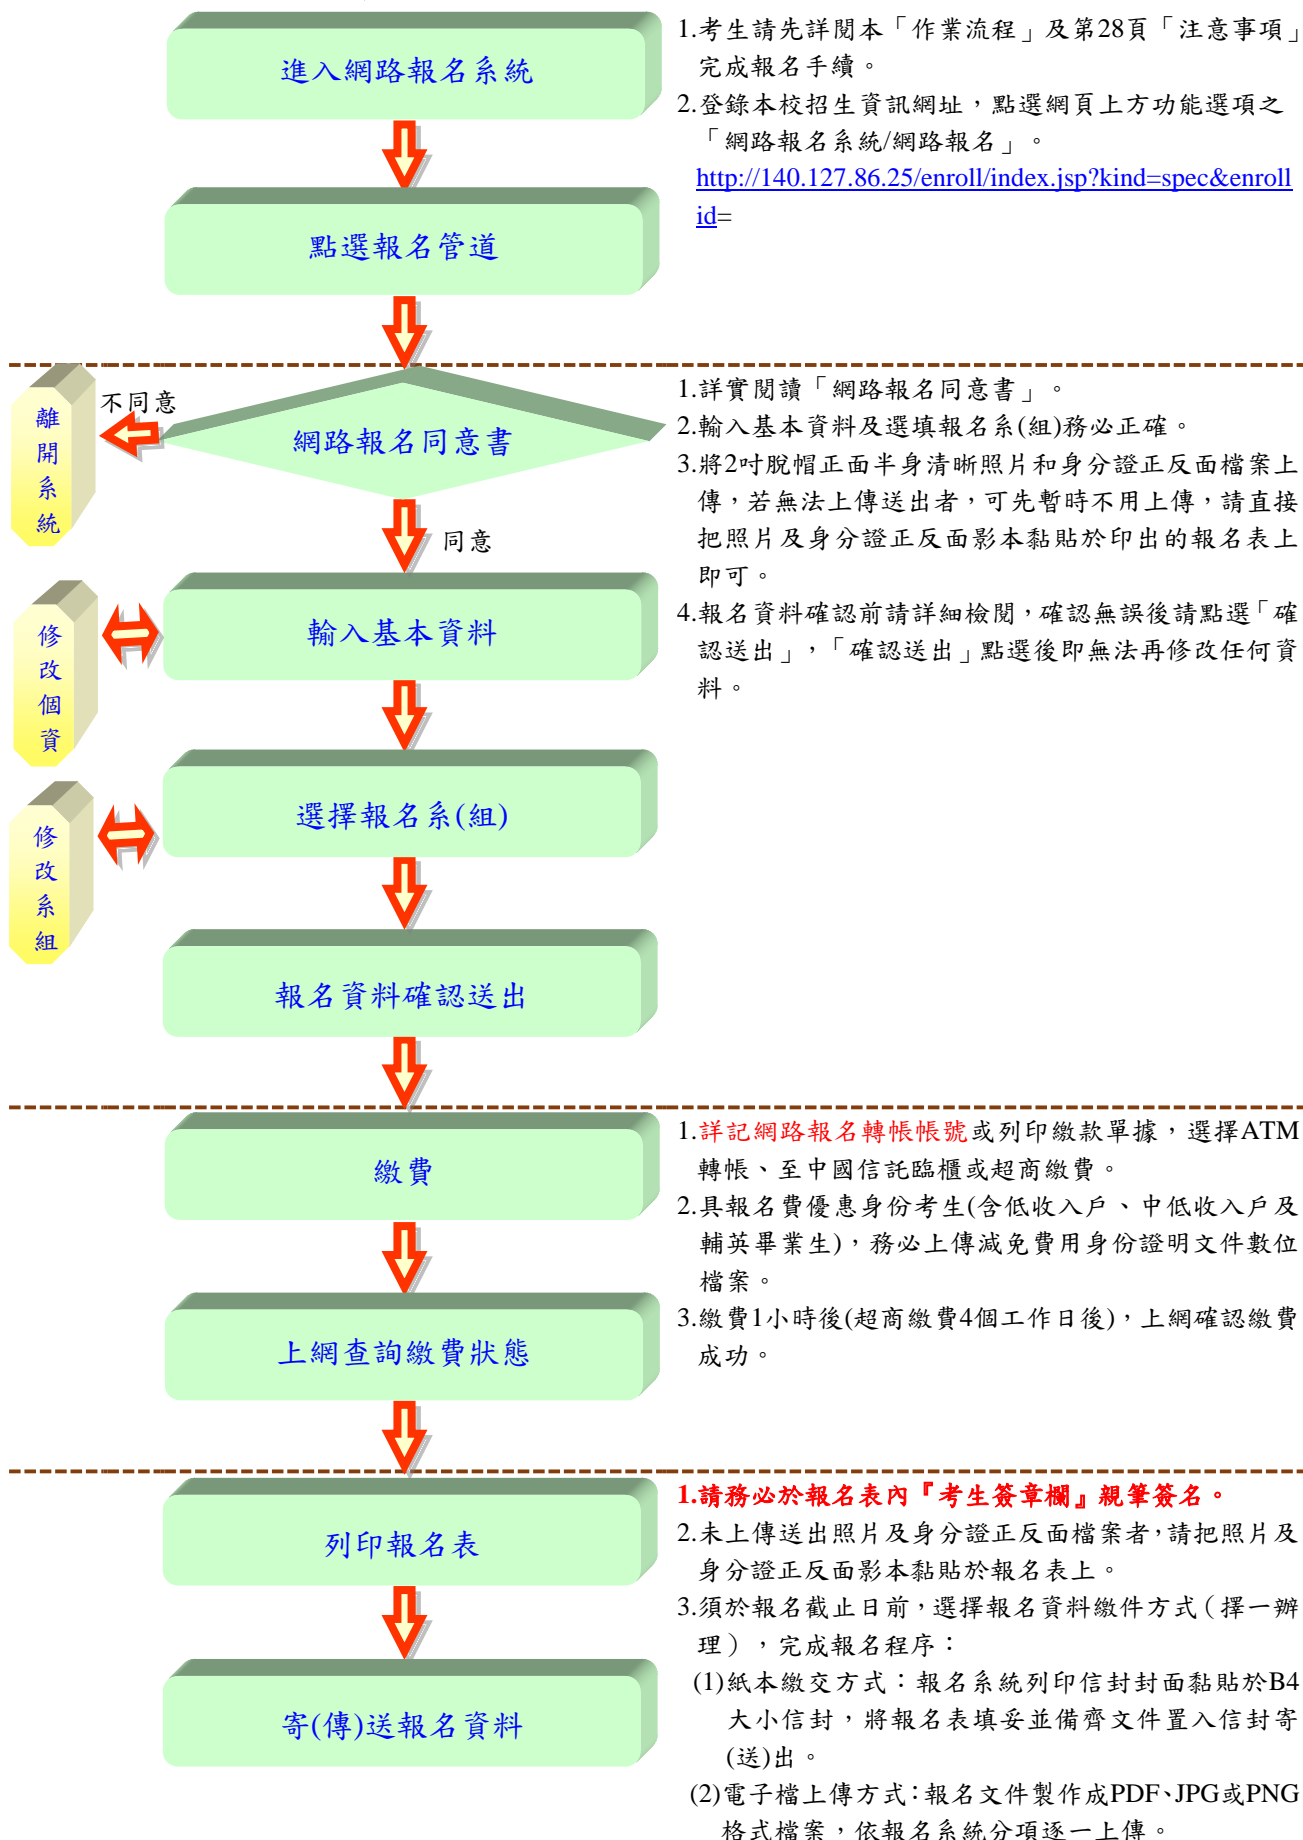 進入網路報名系統
1.考生請先詳閱本「作業流程」及第28頁「注意事項」
完成報名手續。
2.登錄本校招生資訊網址，點選網頁上方功能選項之
「網路報名系統/網路報名」。
http://140.127.86.25/enroll/index.jsp?kind=spec&enroll
id=
點選報名管道
離開系統
不同意
網路報名同意書
同意
1.詳實閱讀「網路報名同意書」。
2.輸入基本資料及選填報名系(組)務必正確。
3.將2吋脫帽正面半身清晰照片和身分證正反面檔案上
傳，若無法上傳送出者，可先暫時不用上傳，請直接
把照片及身分證正反面影本黏貼於印出的報名表上
即可。
4.報名資料確認前請詳細檢閱，確認無誤後請點選「確
認送出」，「確認送出」點選後即無法再修改任何資
料。
修改個資
輸入基本資料
修改系組
選擇報名系(組)
報名資料確認送出
繳費
1.詳記網路報名轉帳帳號或列印繳款單據，選擇ATM
轉帳、至中國信託臨櫃或超商繳費。
2.具報名費優惠身份考生(含低收入戶、中低收入戶及
輔英畢業生)，務必上傳減免費用身份證明文件數位
檔案。
3.繳費1小時後(超商繳費4個工作日後)，上網確認繳費
成功。
上網查詢繳費狀態
列印報名表
1.請務必於報名表內『考生簽章欄』親筆簽名。
2.未上傳送出照片及身分證正反面檔案者，請把照片及
身分證正反面影本黏貼於報名表上。
3.須於報名截止日前，選擇報名資料繳件方式（擇一辦
理），完成報名程序：
(1)紙本繳交方式：報名系統列印信封封面黏貼於B4
大小信封，將報名表填妥並備齊文件置入信封寄
(送)出。
(2)電子檔上傳方式：報名文件製作成PDF、JPG或PNG
格式檔案，依報名系統分項逐一上傳。
寄(傳)送報名資料